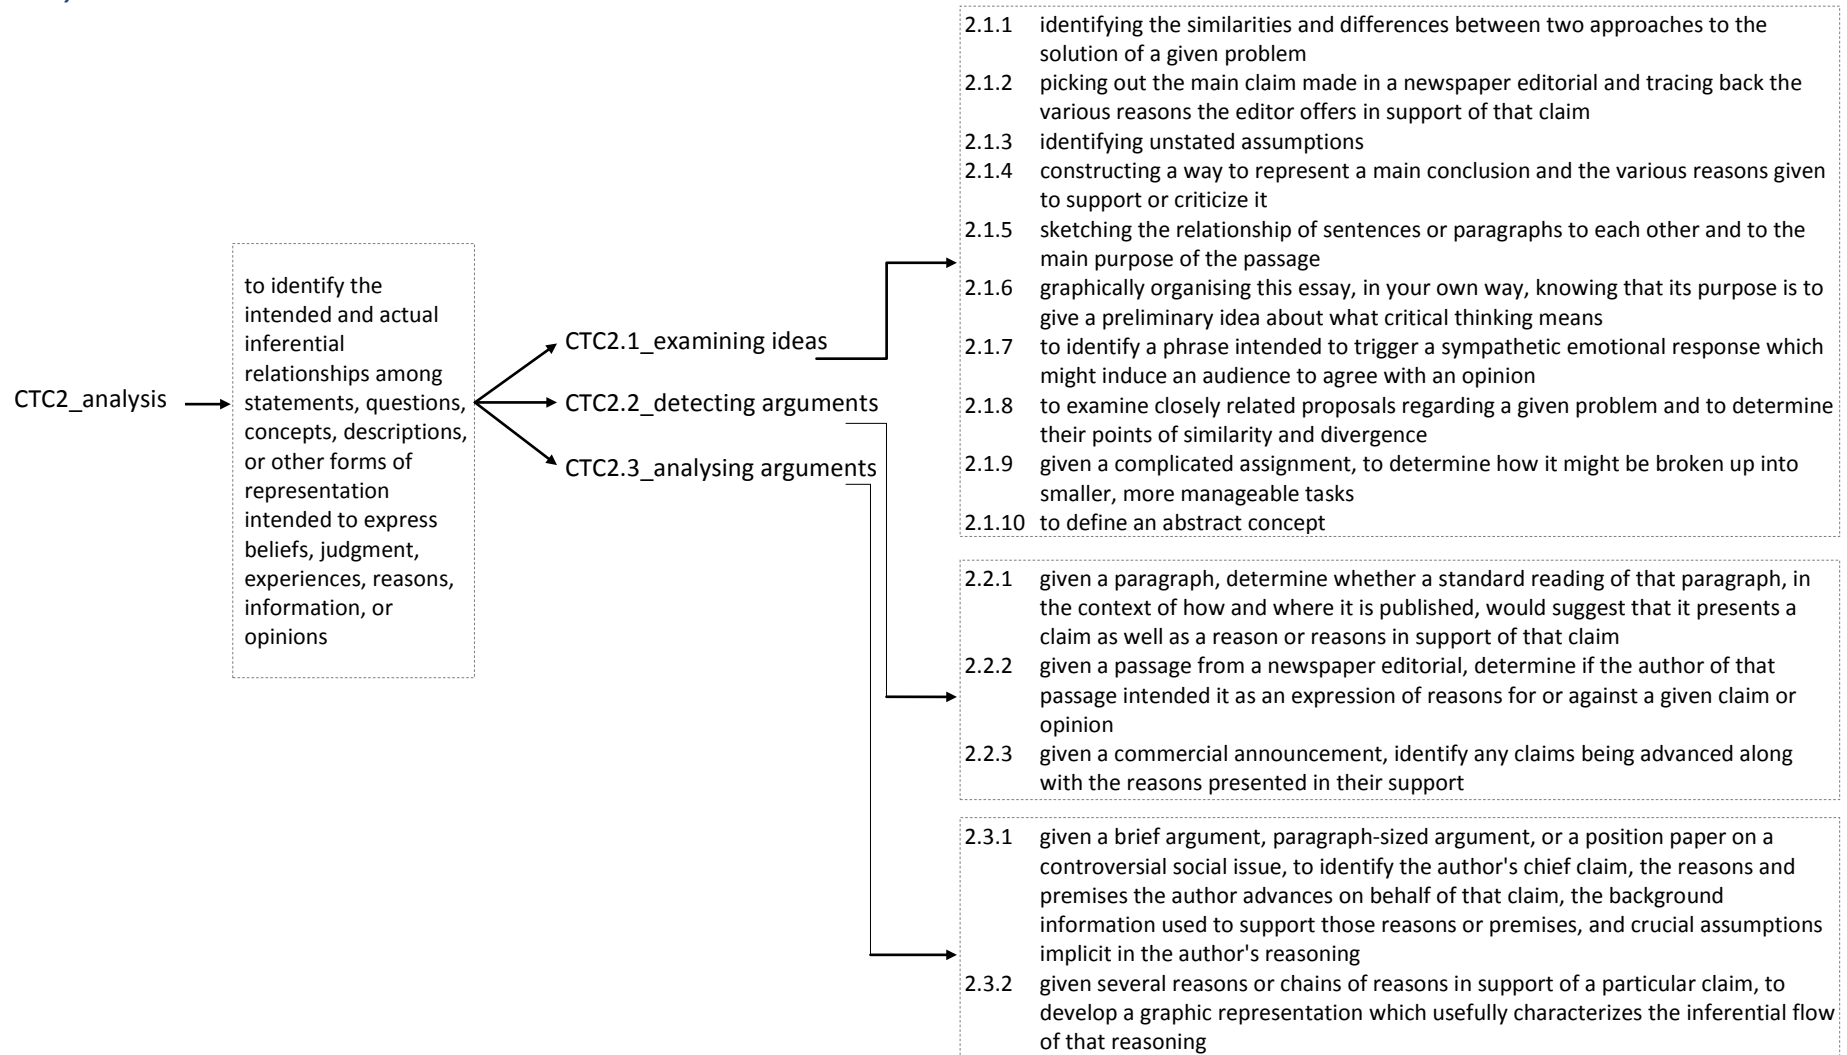 CTC2_analysis
to identify the
intended and actual
inferential
relationships among
statements, questions,
concepts, descriptions,
or other forms of
representation
intended to express
beliefs, judgment,
experiences, reasons,
information, or
opinions
CTC2.1_examining ideas
CTC2.2_detecting arguments
CTC2.3_analysing arguments
2.1.1 identifying the similarities and differences between two approaches to the
solution of a given problem
2.1.2 picking out the main claim made in a newspaper editorial and tracing back the
various reasons the editor offers in support of that claim
2.1.3 identifying unstated assumptions
2.1.4 constructing a way to represent a main conclusion and the various reasons given
to support or criticize it
2.1.5 sketching the relationship of sentences or paragraphs to each other and to the
main purpose of the passage
2.1.6 graphically organising this essay, in your own way, knowing that its purpose is to
give a preliminary idea about what critical thinking means
2.1.7 to identify a phrase intended to trigger a sympathetic emotional response which
might induce an audience to agree with an opinion
2.1.8 to examine closely related proposals regarding a given problem and to determine
their points of similarity and divergence
2.1.9 given a complicated assignment, to determine how it might be broken up into
smaller, more manageable tasks
2.1.10 to define an abstract concept
2.2.1 given a paragraph, determine whether a standard reading of that paragraph, in
the context of how and where it is published, would suggest that it presents a
claim as well as a reason or reasons in support of that claim
2.2.2 given a passage from a newspaper editorial, determine if the author of that
passage intended it as an expression of reasons for or against a given claim or
opinion
2.2.3 given a commercial announcement, identify any claims being advanced along
with the reasons presented in their support
2.3.1 given a brief argument, paragraph-sized argument, or a position paper on a
controversial social issue, to identify the author's chief claim, the reasons and
premises the author advances on behalf of that claim, the background
information used to support those reasons or premises, and crucial assumptions
implicit in the author's reasoning
2.3.2 given several reasons or chains of reasons in support of a particular claim, to
develop a graphic representation which usefully characterizes the inferential flow
of that reasoning